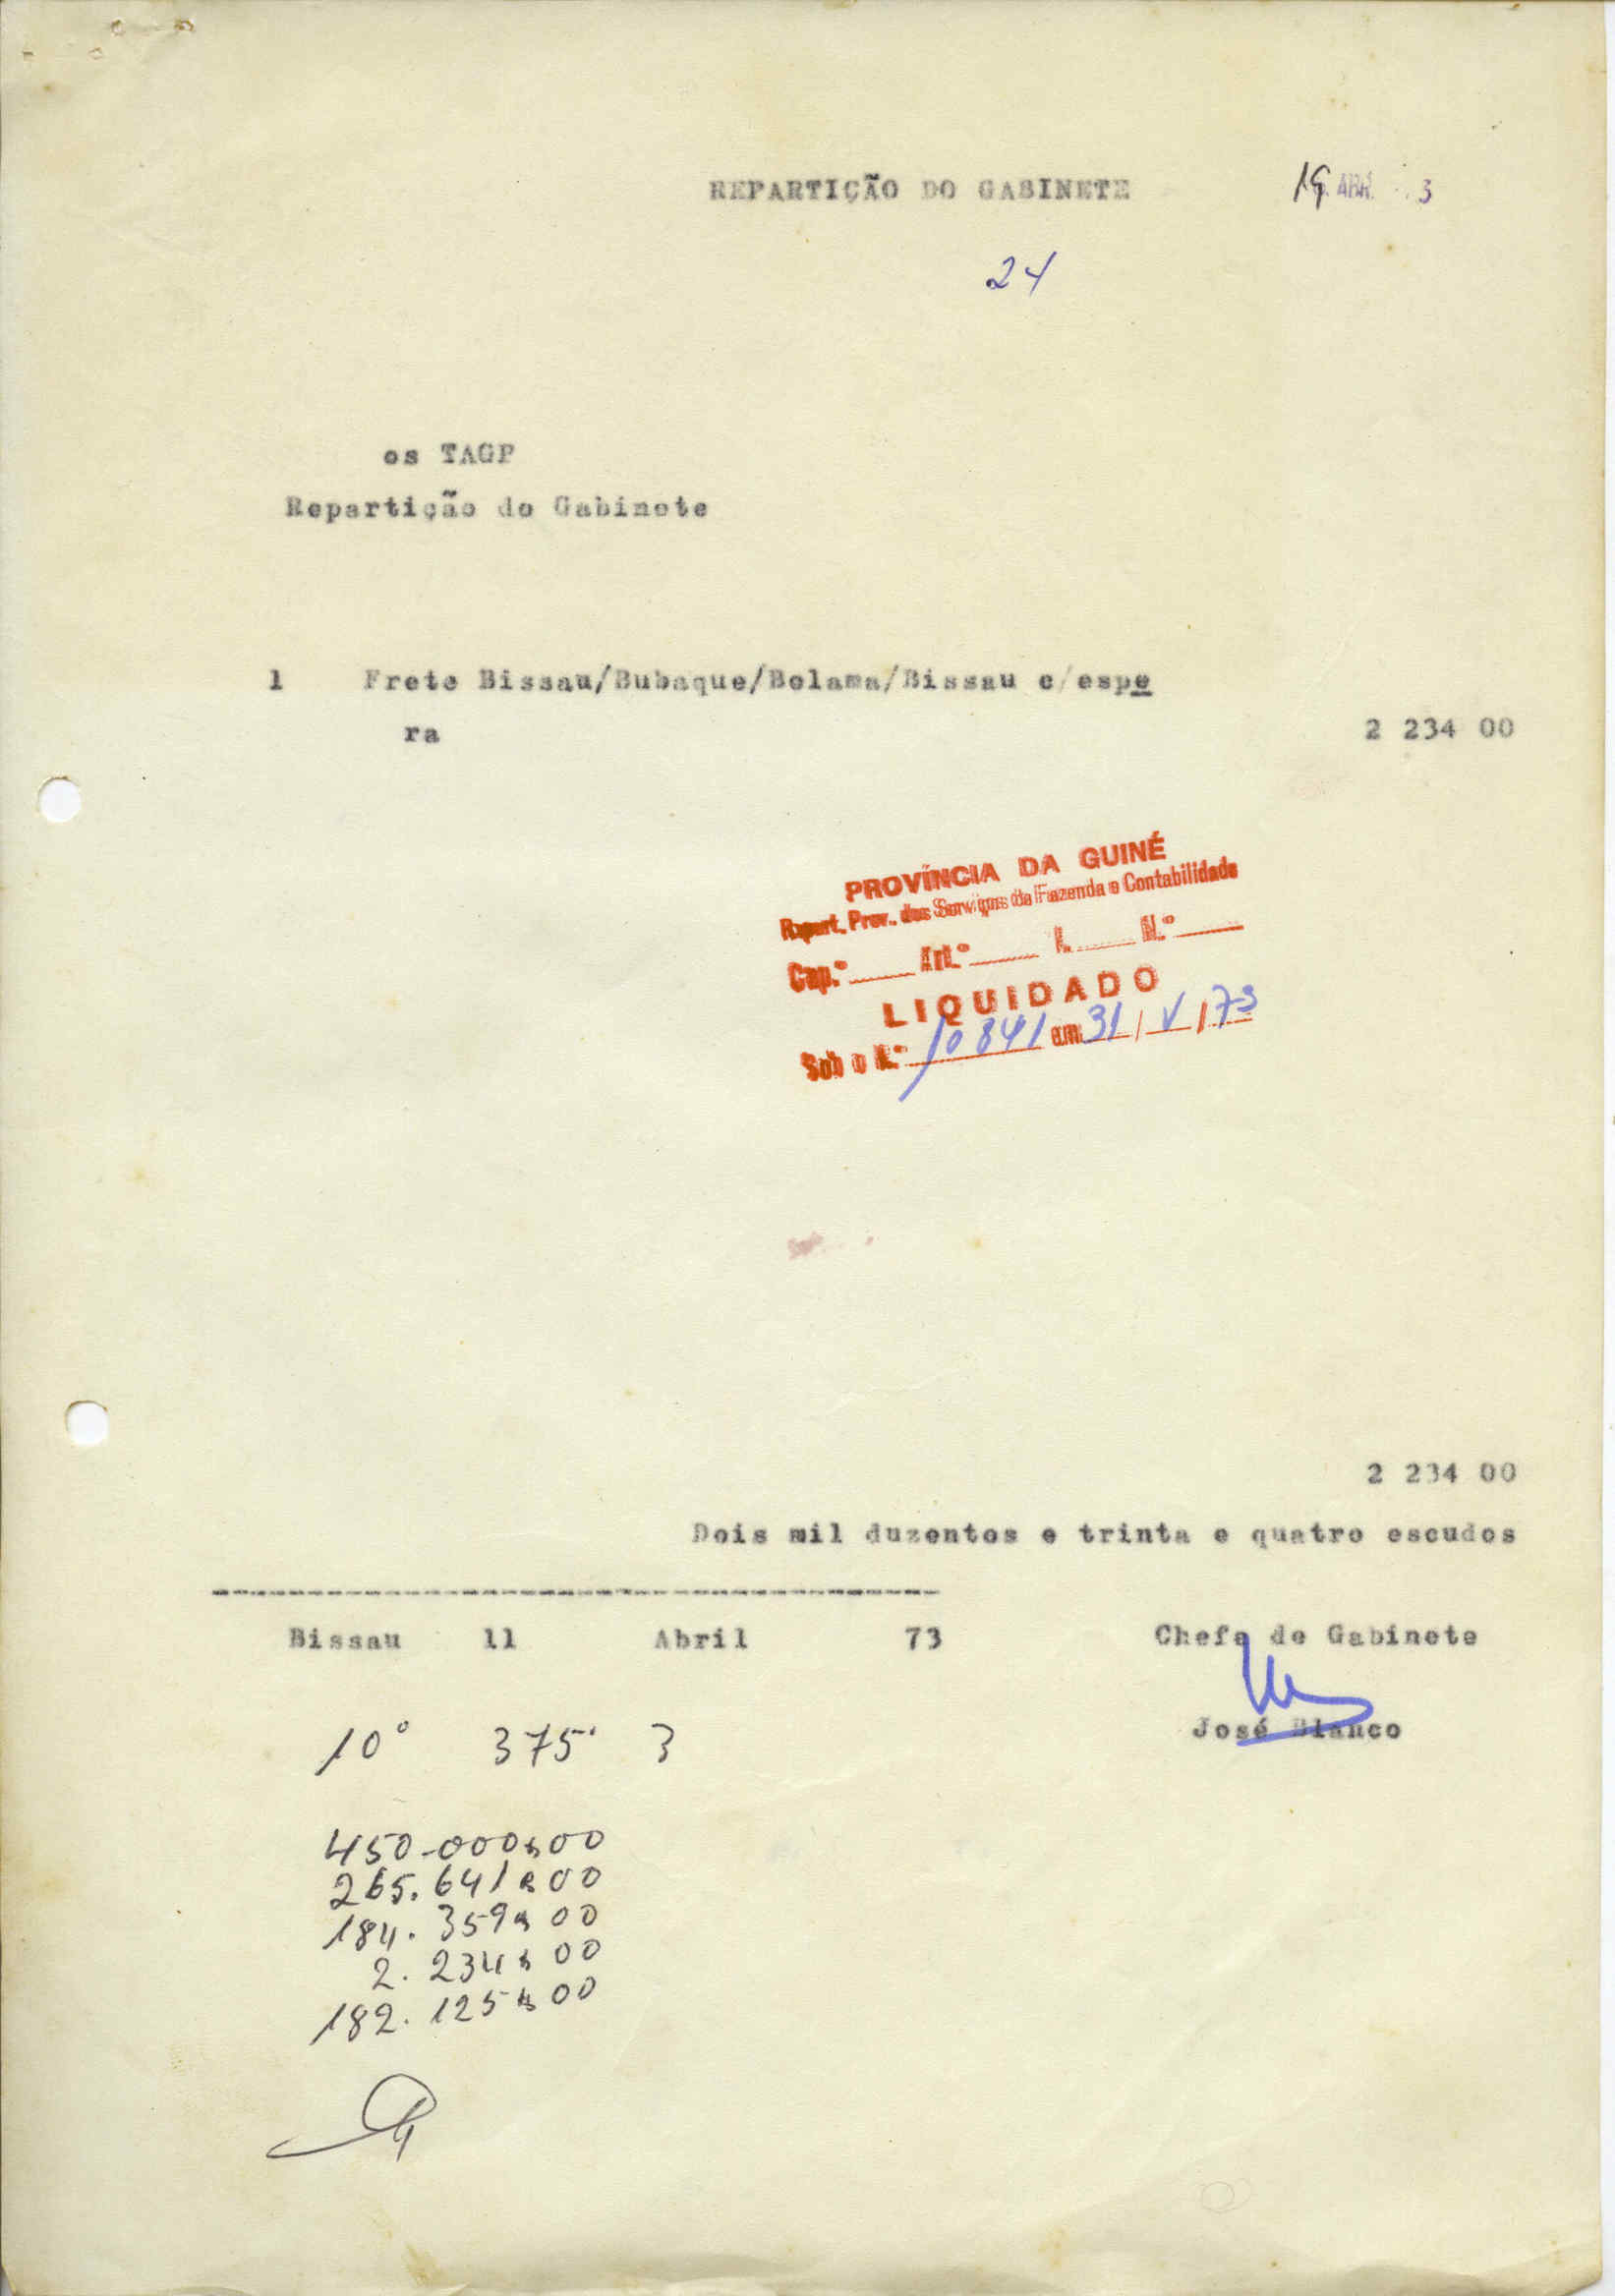 REPARTIÇÃO DO GABINETE
19 ABR. 3
24
os TAGP
Repartição do Gabinete
1 Frete Bissau/Bubaque/Bolama/Bissau c/espe
ra 2 234 00
PROVÍNCIA DA GUINÉ
Repart. Prov. dos Serviços de Fazenda e Contabilidade
Cap.º Art.º N.º
LIQUIDADO
Sob o N.º 10841 em 31/V/73
2 234 00
Dois mil duzentos e trinta e quatro escudos
Bissau 11 Abril 73 Chefe de Gabinete
José Blanco
10º 375º 3
450.000$00
265.641$00
184.359$00
2.234$00
182.125$00